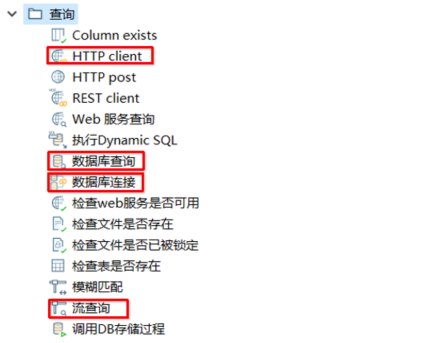 查询
Column exists
HTTP client
HTTP post
REST client
Web 服务查询
执行Dynamic SQL
数据库查询
数据库连接
检查web服务是否可用
检查文件是否存在
检查文件是否已被锁定
检查表是否存在
模糊匹配
流查询
调用DB存储过程